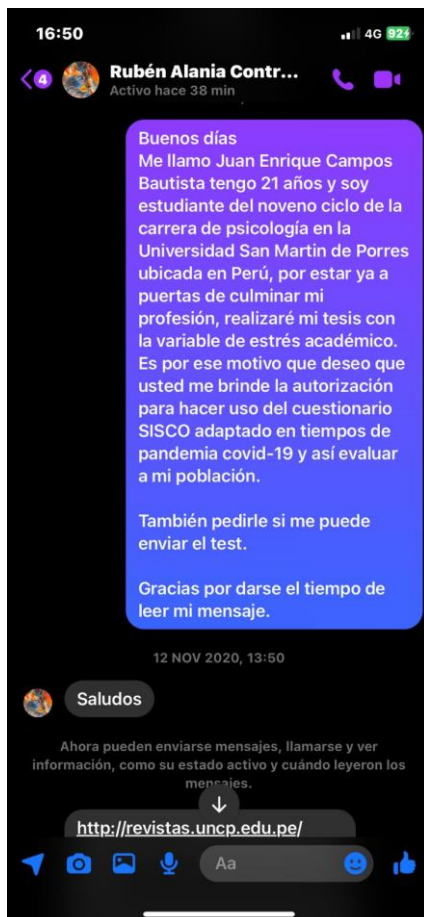 16:50
4G 92
4
Rubén Alania Contr...
Activo hace 38 min
Buenos días
Me llamo Juan Enrique Campos
Bautista tengo 21 años y soy
estudiante del noveno ciclo de la
carrera de psicología en la
Universidad San Martin de Porres
ubicada en Perú, por estar ya a
puertas de culminar mi
profesión, realizaré mi tesis con
la variable de estrés académico.
Es por ese motivo que deseo que
usted me brinde la autorización
para hacer uso del cuestionario
SISCO adaptado en tiempos de
pandemia covid-19 y así evaluar
a mi población.
También pedirle si me puede
enviar el test.
Gracias por darse el tiempo de
leer mi mensaje.
12 NOV 2020, 13:50
Saludos
Ahora pueden enviarse mensajes, llamarse y ver
información, como su estado activo y cuándo leyeron los
mensajes.
http://revistas.uncp.edu.pe/
Aa